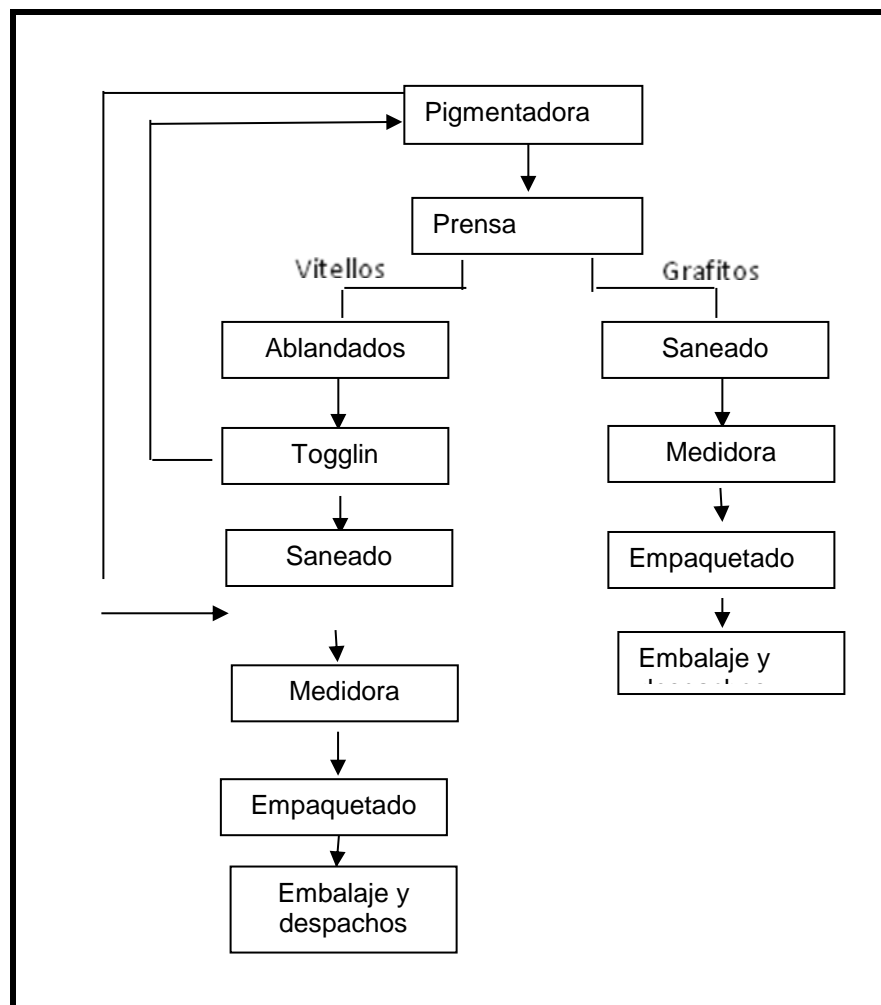 Pigmentadora
Prensa
Vitellos
Grafitos
Ablandados
Saneado
Togglin
Medidora
Saneado
Empaquetado
Embalaje y
Medidora
Empaquetado
Embalaje y
despachos